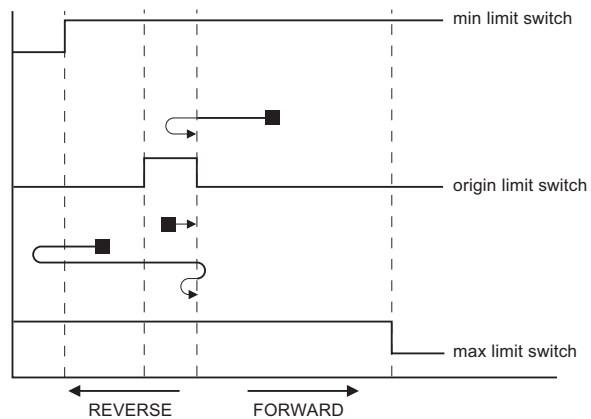 min limit switch
origin limit switch
max limit switch
REVERSE
FORWARD